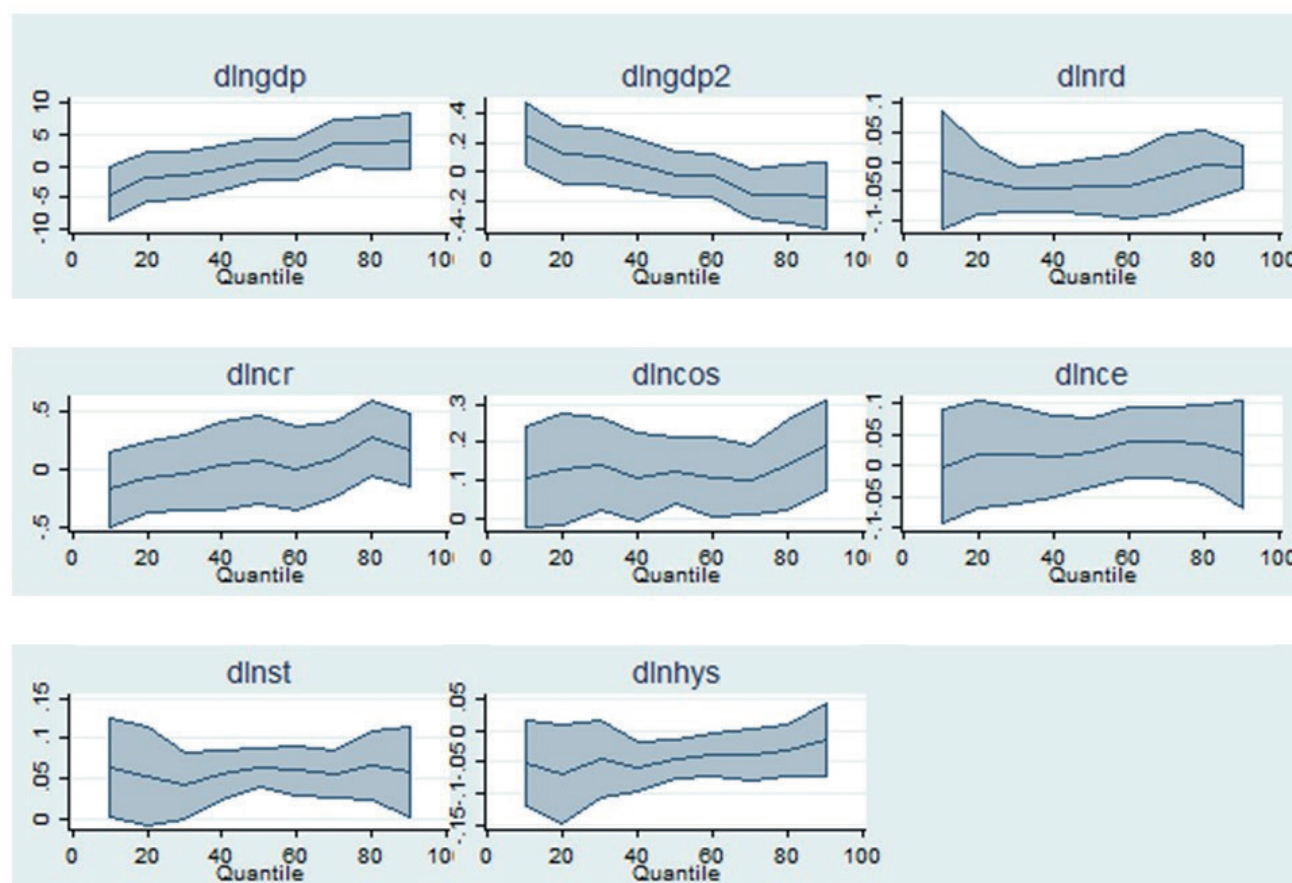 dlngdp dlngdp2 dlnrd
10 .4 .1
5 .2 .05
0 0 0
-5 -.2 -.05
-10 -.4 -.1
0 20 40 60 80 10 0 20 40 60 80 10 0 20 40 60 80 100
Quantile Quantile Quantile
dlncr dlncos dlnce
.5 .3 .1
0 .2 .05
-.5 .1 0
0 -.05
-.1
0 20 40 60 80 10 0 20 40 60 80 10 0 20 40 60 80 100
Quantile Quantile Quantile
dlnst dlnhys
.15 .05
.1 0
.05 -.05
0 -.1
-.15
0 20 40 60 80 10 0 20 40 60 80 100
Quantile Quantile